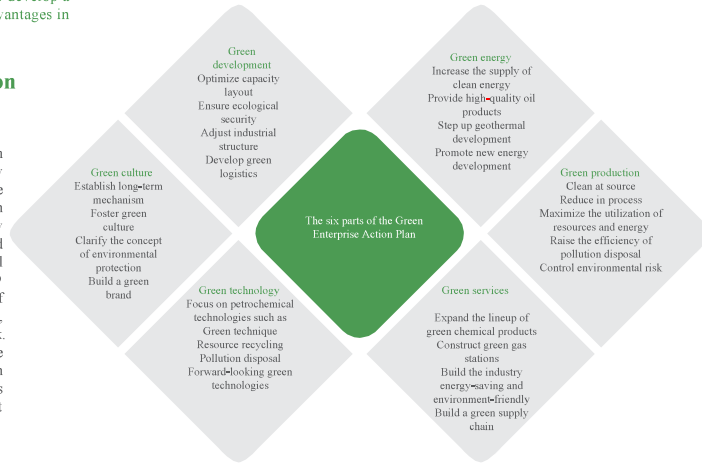 develop a
vantages in
on
Green
development
Optimize capacity
layout
Ensure ecological
security
Adjust industrial
structure
Develop green
logistics
Green energy
Increase the supply of
clean energy
Provide high-quality oil
products
Step up geothermal
development
Promote new energy
development
Green culture
Establish long-term
mechanism
Foster green
culture
Clarify the concept
of environmental
protection
Build a green
brand
The six parts of the Green
Enterprise Action Plan
Green production
Clean at source
Reduce in process
Maximize the utilization of
resources and energy
Raise the efficiency of
pollution disposal
Control environmental risk
Green technology
Focus on petrochemical
technologies such as
Green technique
Resource recycling
Pollution disposal
Forward-looking green
technologies
Green services
Expand the lineup of
green chemical products
Construct green gas
stations
Build the industry
energy-saving and
environment-friendly
Build a green supply
chain